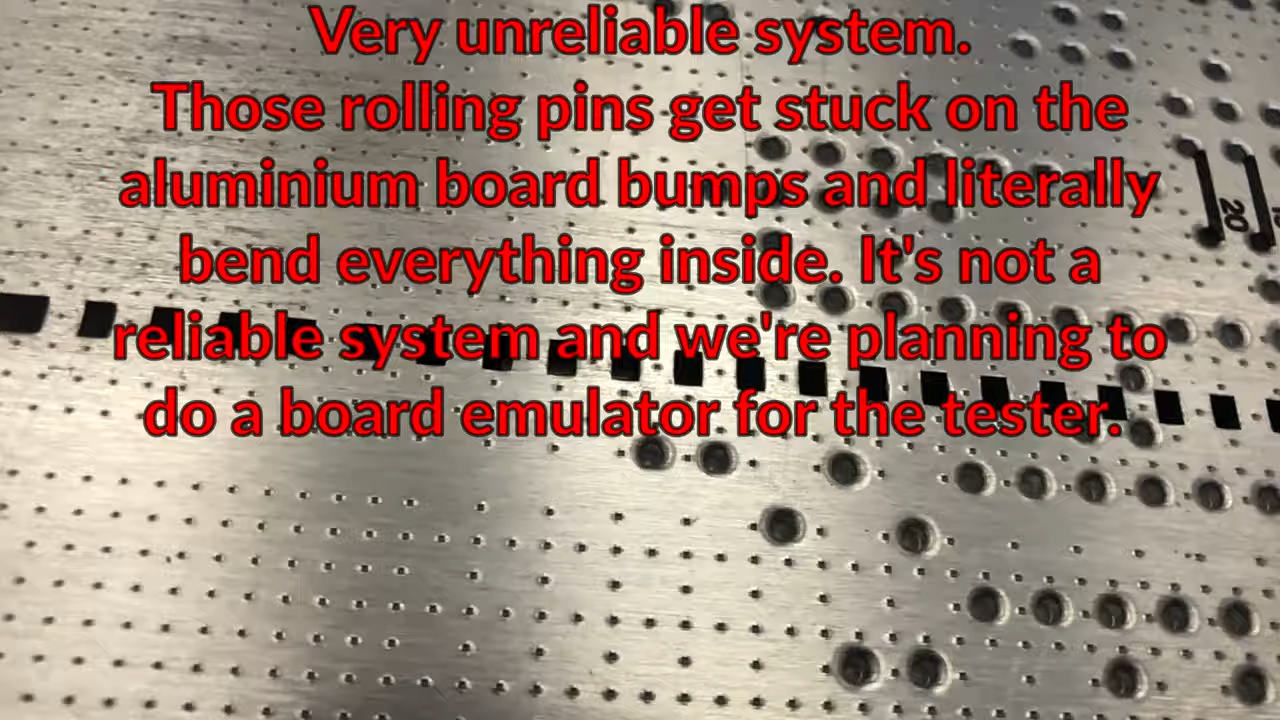 Very unreliable system.
Those rolling pins get stuck on the
aluminium board bumps and literally
bend everything inside. It's not a
reliable system and we're planning to
do a board emulator for the tester.
20